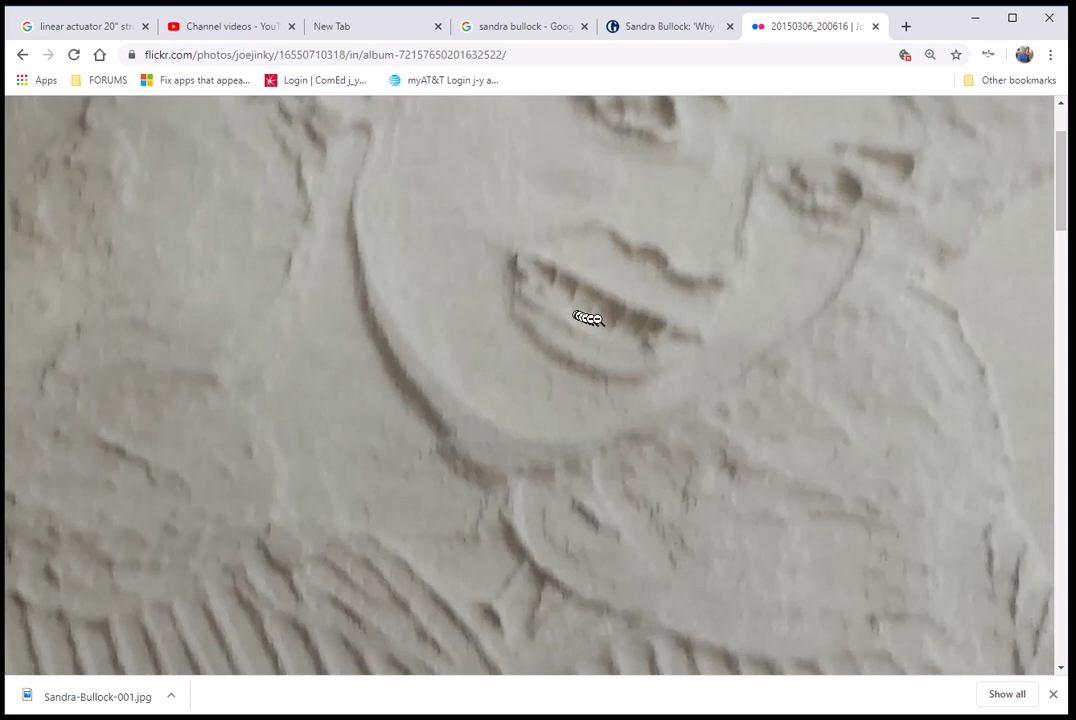 linear actuator 20" str
Channel videos - YouT
New Tab
sandra bullock - Goog
Sandra Bullock: 'Why
20150306_200616 | Jo
flickr.com/photos/joejinky/16550710318/in/album-72157650201632522/
Apps
FORUMS
Fix apps that appea...
Login | ComEd j_y...
myAT&T Login j-y a...
Other bookmarks
Sandra-Bullock-001.jpg
Show all